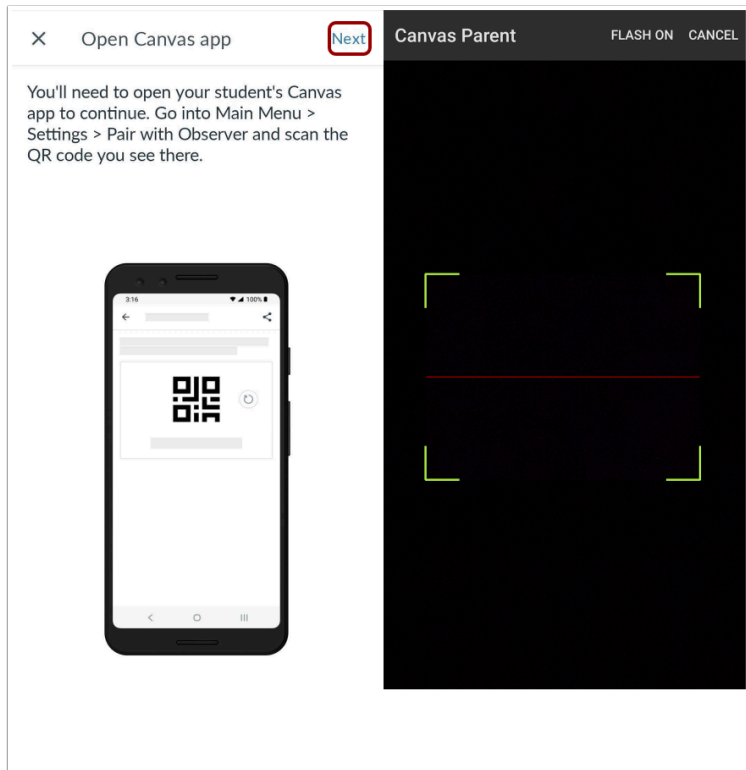 Open Canvas app
Next
You'll need to open your student's Canvas
app to continue. Go into Main Menu >
Settings > Pair with Observer and scan the
QR code you see there.
3:16
100%
Canvas Parent
FLASH ON
CANCEL